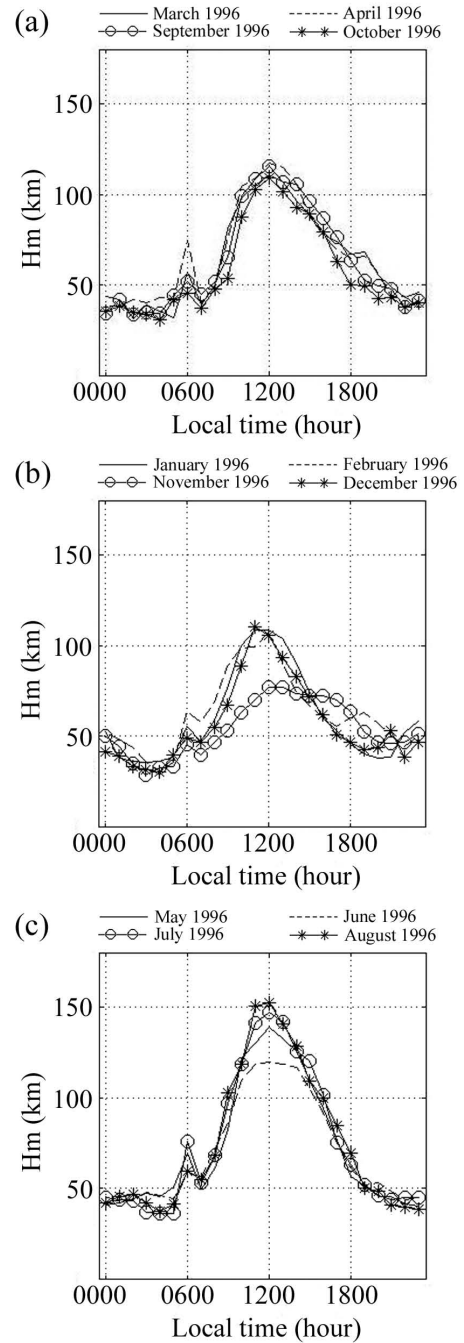 (a)
March 1996 April 1996
September 1996 October 1996
150
100
50
0000 0600 1200 1800
Hm (km)
Local time (hour)
(b)
January 1996 February 1996
November 1996 December 1996
150
100
50
0000 0600 1200 1800
Hm (km)
Local time (hour)
(c)
May 1996 June 1996
July 1996 August 1996
150
100
50
0000 0600 1200 1800
Hm (km)
Local time (hour)